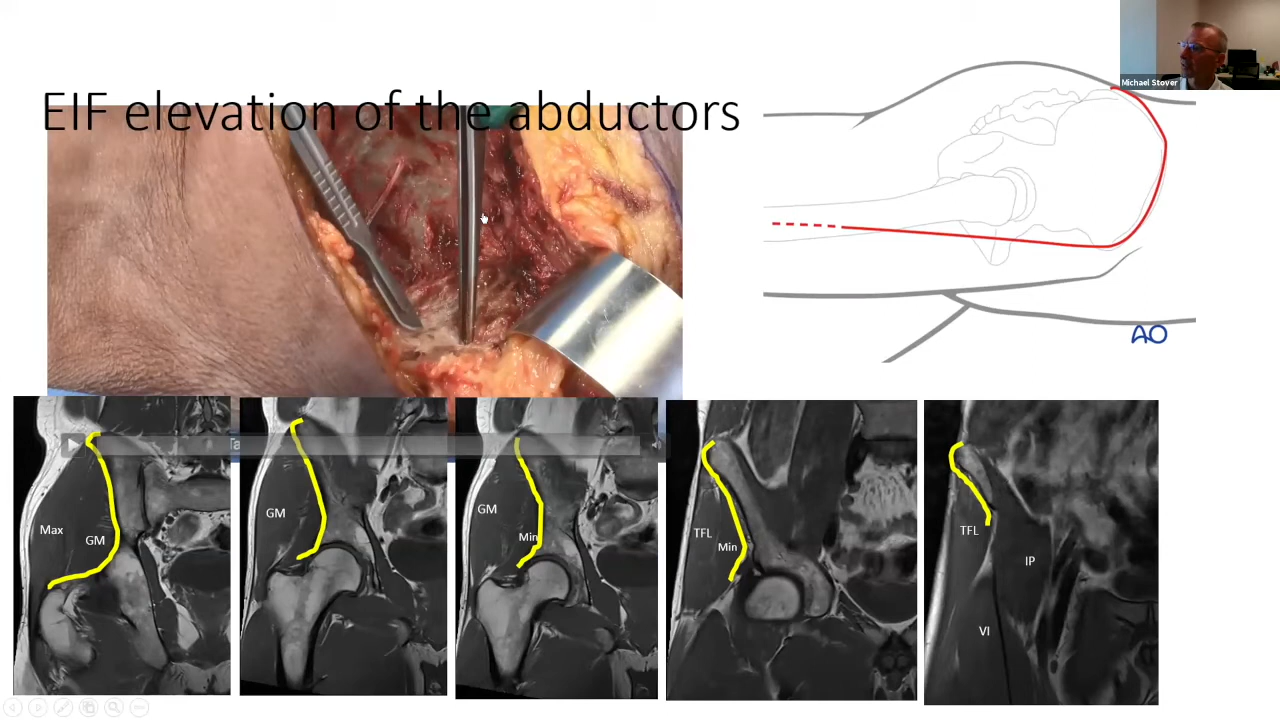 Michael Stover
EIF elevation of the abductors
AO
Max
GM
GM
GM
Min
TFL
Min
TFL
IP
VI